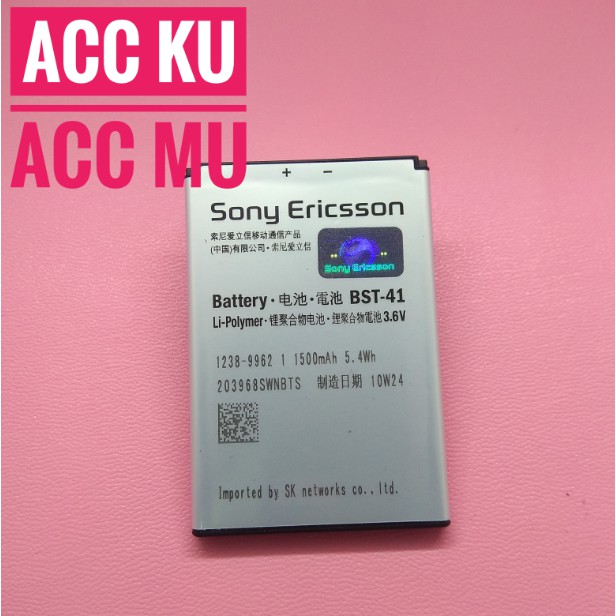 ACC KU
ACC MU
+ −
Sony Ericsson
索尼爱立信移动通信产品
(中国)有限公司·索尼爱立信
Sony Ericsson
Battery·电池·電池 BST-41
Li-Polymer·锂聚合物电池·鋰聚合物電池 3.6V
1238-9962 1 1500mAh 5.4Wh
203968SWNBTS 制造日期 10W24
Imported by SK networks co.,ltd.